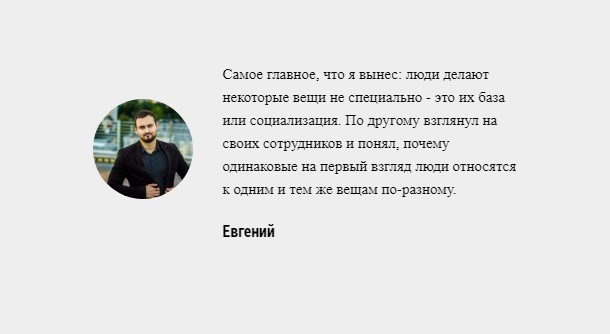 Самое главное, что я вынес: люди делают
некоторые вещи не специально - это их база
или социализация. По другому взглянул на
своих сотрудников и понял, почему
одинаковые на первый взгляд люди относятся
к одним и тем же вещам по-разному.
Евгений